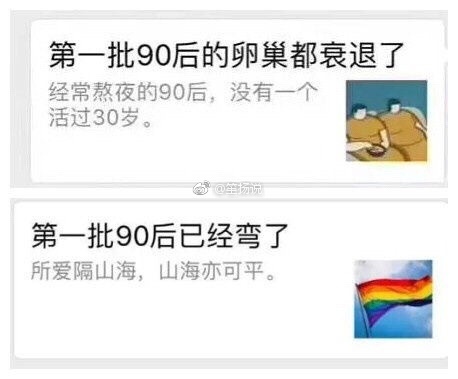 第一批90后的卵巢都衰退了
经常熬夜的90后，没有一个
活过30岁。
第一批90后已经弯了
所爱隔山海，山海亦可平。